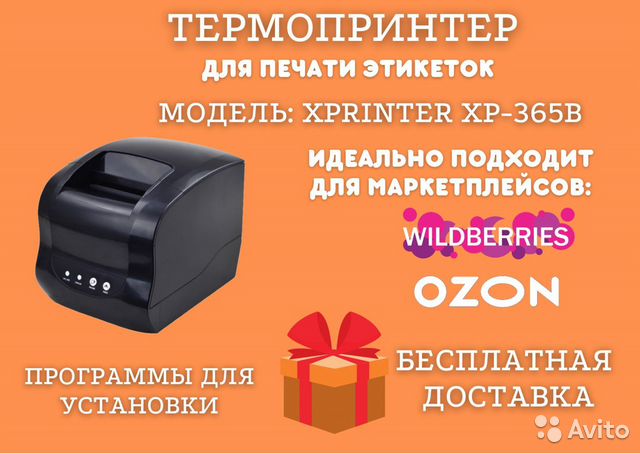 ТЕРМОПРИНТЕР
ДЛЯ ПЕЧАТИ ЭТИКЕТОК
МОДЕЛЬ: XPRINTER XP-365B
ИДЕАЛЬНО ПОДХОДИТ
ДЛЯ МАРКЕТПЛЕЙСОВ:
WILDBERRIES
OZON
ПРОГРАММЫ ДЛЯ
УСТАНОВКИ
БЕСПЛАТНАЯ
ДОСТАВКА
Avito